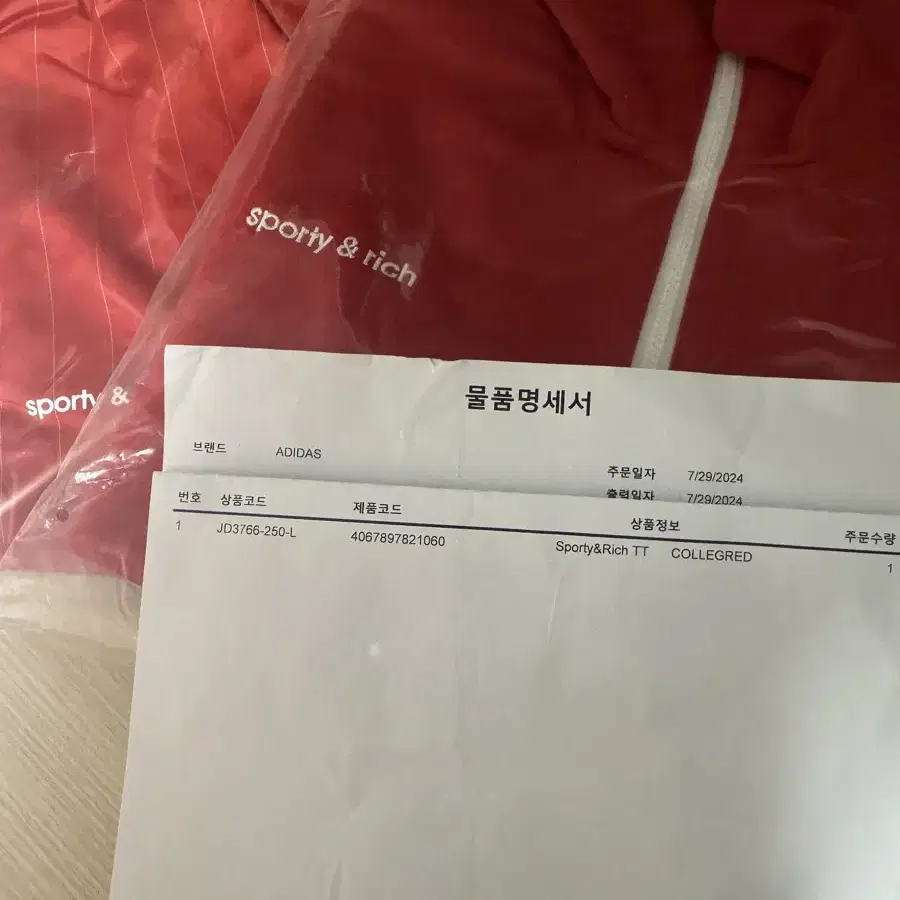 sporty & rich
sporty &
물품명세서
브랜드 ADIDAS
주문일자 7/29/2024
출력일자 7/29/2024
번호 상품코드 제품코드 상품정보 주문수량
1 JD3766-250-L 4067897821060 Sporty&Rich TT COLLEGRED 1